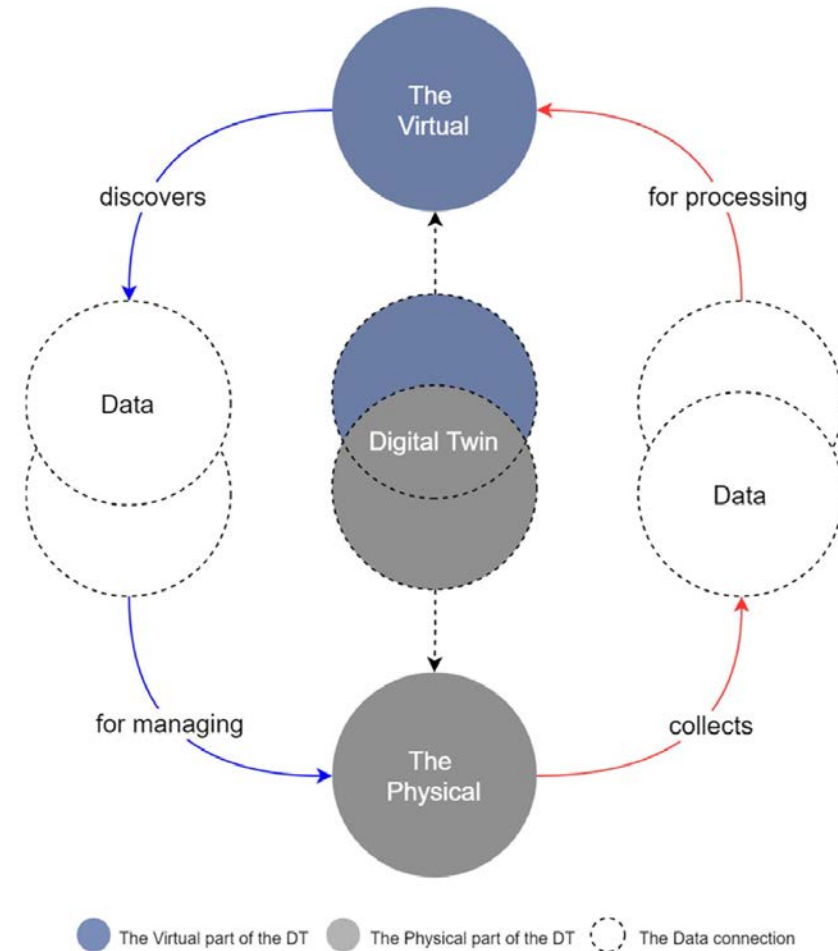 The
Virtual
discovers
for processing
Data
Digital Twin
Data
for managing
collects
The
Physical
The Virtual part of the DT
The Physical part of the DT
The Data connection